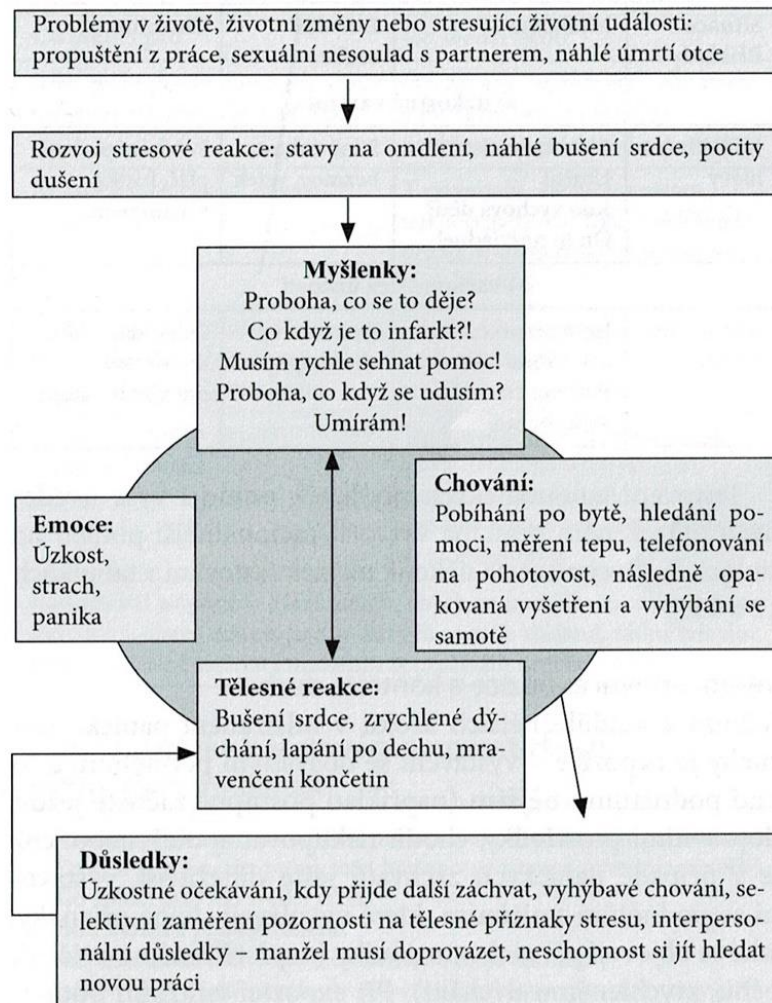 Problémy v životě, životní změny nebo stresující životní události:
propuštění z práce, sexuální nesoulad s partnerem, náhlé úmrtí otce
Rozvoj stresové reakce: stavy na omdlení, náhlé bušení srdce, pocity
dušení
Myšlenky:
Proboha, co se to děje?
Co když je to infarkt?!
Musím rychle sehnat pomoc!
Proboha, co když se udusím?
Umírám!
Emoce:
Úzkost,
strach,
panika
Chování:
Pobíhání po bytě, hledání po-
moci, měření tepu, telefonování
na pohotovost, následně opa-
kovaná vyšetření a vyhýbání se
samotě
Tělesné reakce:
Bušení srdce, zrychlené dý-
chání, lapání po dechu, mra-
venčení končetin
Důsledky:
Úzkostné očekávání, kdy přijde další záchvat, vyhýbavé chování, se-
lektivní zaměření pozornosti na tělesné příznaky stresu, interperso-
nální důsledky – manžel musí doprovázet, neschopnost si jít hledat
novou práci